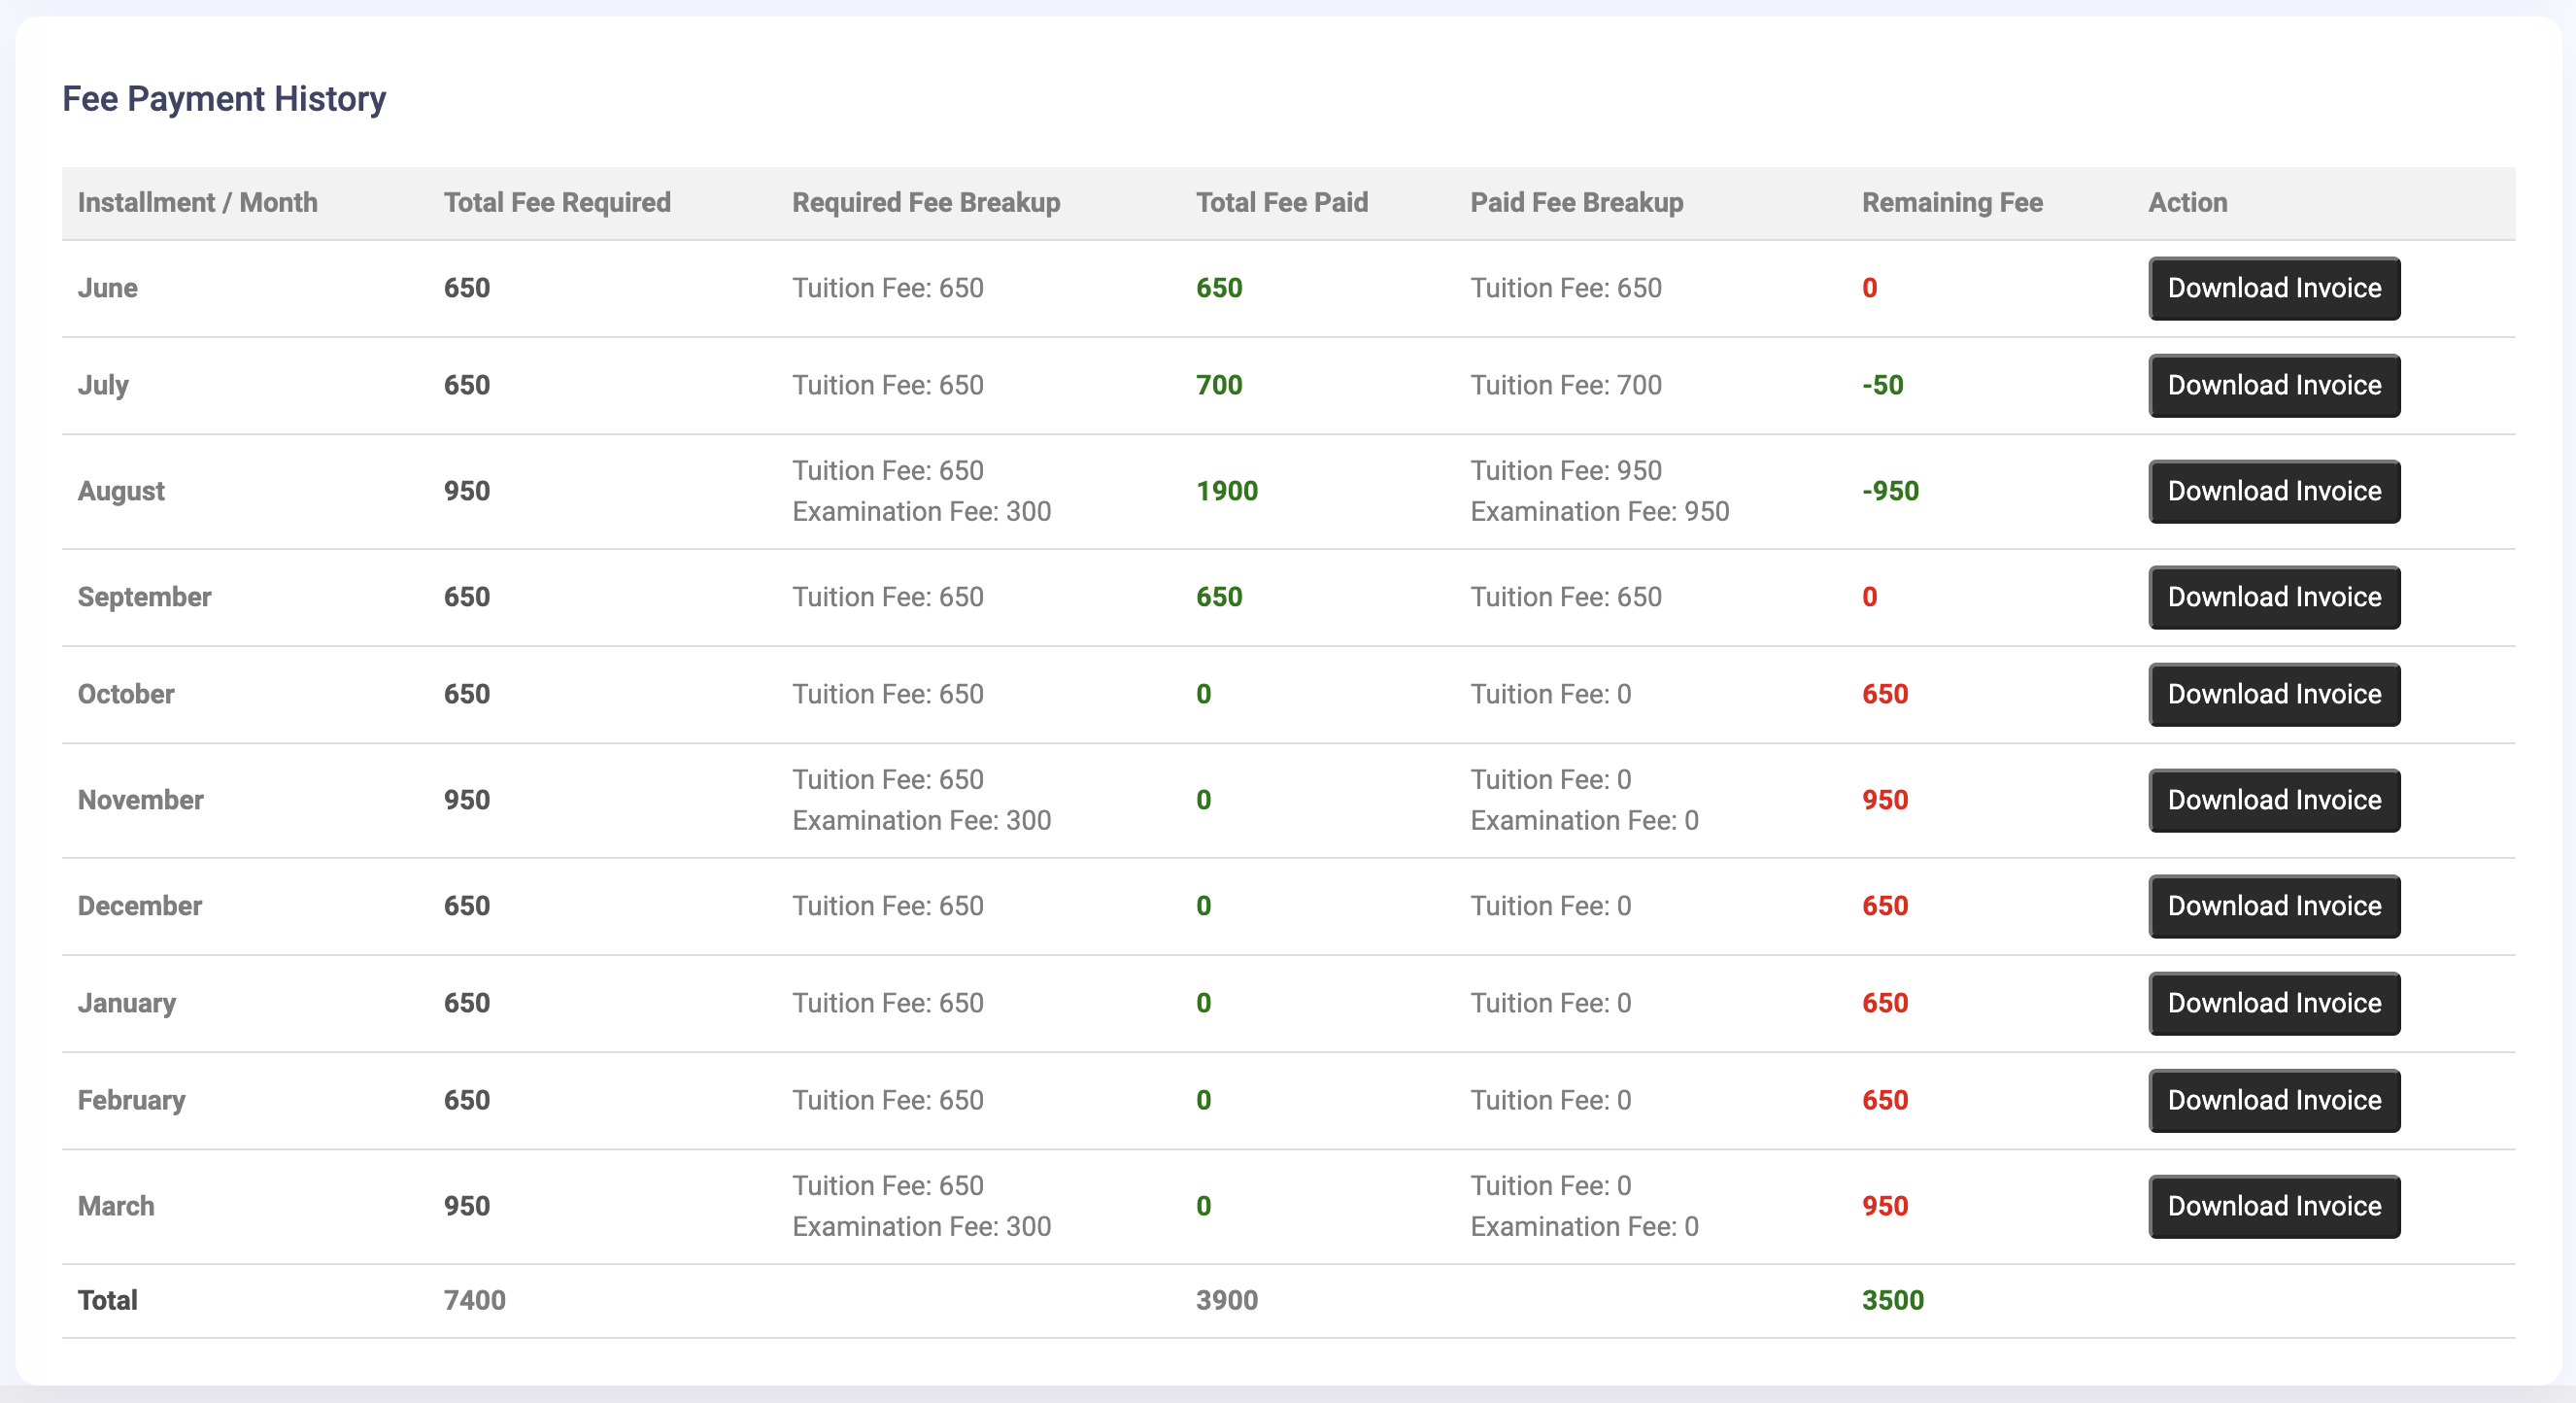 Fee Payment History
Installment / Month Total Fee Required Required Fee Breakup Total Fee Paid Paid Fee Breakup Remaining Fee Action
June 650 Tuition Fee: 650 650 Tuition Fee: 650 0 Download Invoice
July 650 Tuition Fee: 650 700 Tuition Fee: 700 -50 Download Invoice
Tuition Fee: 650 Tuition Fee: 950
August 950 1900 -950 Download Invoice
Examination Fee: 300 Examination Fee: 950
September 650 Tuition Fee: 650 650 Tuition Fee: 650 0 Download Invoice
October 650 Tuition Fee: 650 0 Tuition Fee: 0 650 Download Invoice
Tuition Fee: 650 Tuition Fee: 0
November 950 0 950 Download Invoice
Examination Fee: 300 Examination Fee: 0
December 650 Tuition Fee: 650 0 Tuition Fee: 0 650 Download Invoice
January 650 Tuition Fee: 650 0 Tuition Fee: 0 650 Download Invoice
February 650 Tuition Fee: 650 0 Tuition Fee: 0 650 Download Invoice
Tuition Fee: 650 Tuition Fee: 0
March 950 0 950 Download Invoice
Examination Fee: 300 Examination Fee: 0
Total 7400 3900 3500